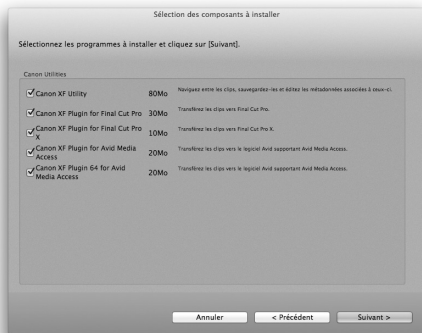 Sélection des composants à installer
Sélectionnez les programmes à installer et cliquez sur [Suivant].
Canon Utilities
Canon XF Utility 80Mo Naviguez entre les clips, sauvegardez-les et éditez les métadonnées associées à ceux-ci.
Canon XF Plugin for Final Cut Pro 30Mo Transférez les clips vers Final Cut Pro.
Canon XF Plugin for Final Cut Pro
X 10Mo Transférez les clips vers Final Cut Pro X.
Canon XF Plugin for Avid Media
Access 20Mo Transférez les clips vers le logiciel Avid supportant Avid Media Access.
Canon XF Plugin 64 for Avid
Media Access 20Mo Transférez les clips vers le logiciel Avid supportant Avid Media Access.
Annuler < Précédent Suivant >